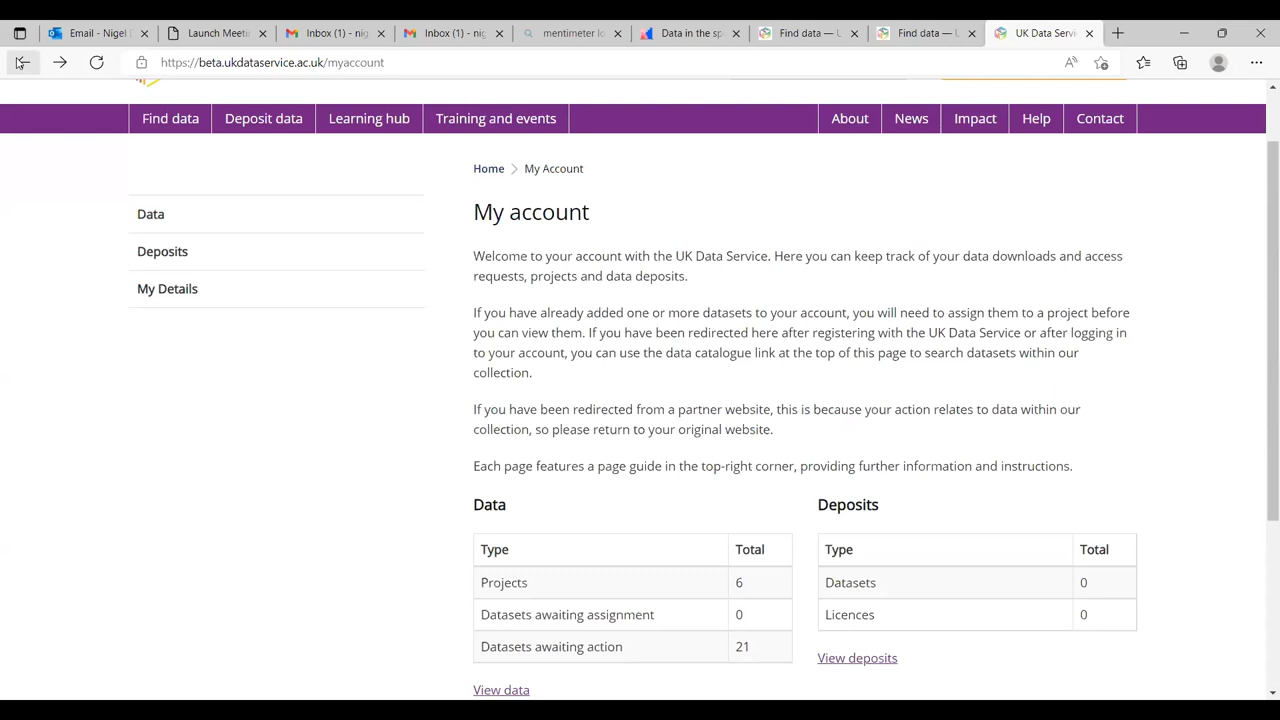 Email - Nigel
Launch Meeti
Inbox (1) - nig
Inbox (1) - nig
mentimeter lo
Data in the sp
Find data — U
Find data — U
UK Data Servi
https://beta.ukdataservice.ac.uk/myaccount
Find data
Deposit data
Learning hub
Training and events
About
News
Impact
Help
Contact
Home
My Account
Data
Deposits
My Details
My account
Welcome to your account with the UK Data Service. Here you can keep track of your data downloads and access
requests, projects and data deposits.
If you have already added one or more datasets to your account, you will need to assign them to a project before
you can view them. If you have been redirected here after registering with the UK Data Service or after logging in
to your account, you can use the data catalogue link at the top of this page to search datasets within our
collection.
If you have been redirected from a partner website, this is because your action relates to data within our
collection, so please return to your original website.
Each page features a page guide in the top-right corner, providing further information and instructions.
Data
Type Total
Projects 6
Datasets awaiting assignment 0
Datasets awaiting action 21
View data
Deposits
Type Total
Datasets 0
Licences 0
View deposits